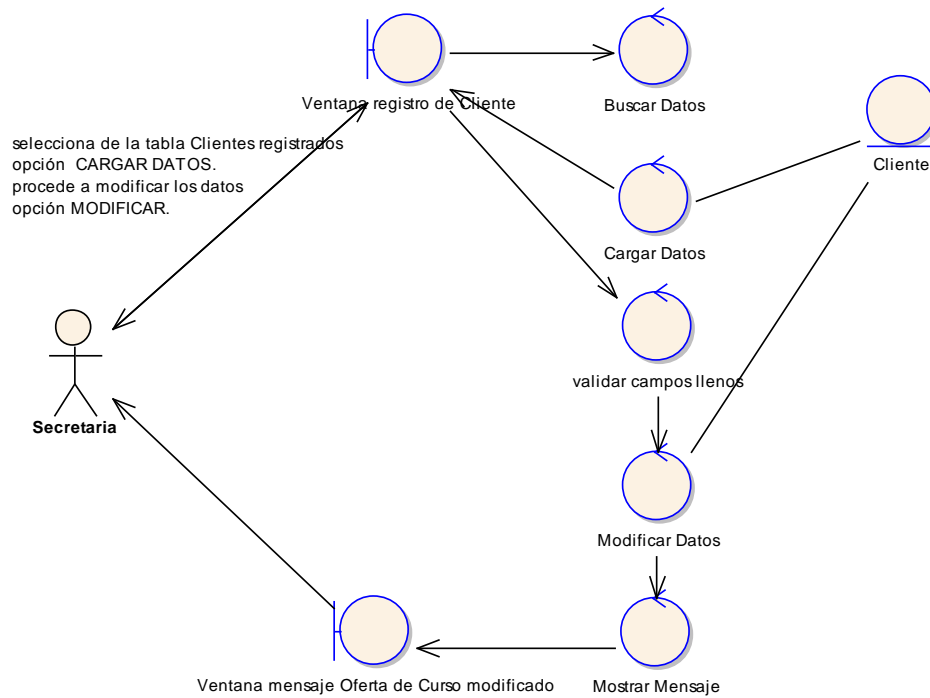 Ventana registro de Cliente
Buscar Datos
selecciona de la tabla Clientes registrados
opción CARGAR DATOS.
procede a modificar los datos
opción MODIFICAR.
Cliente
Cargar Datos
validar campos llenos
Secretaria
Modificar Datos
Ventana mensaje Oferta de Curso modificado
Mostrar Mensaje